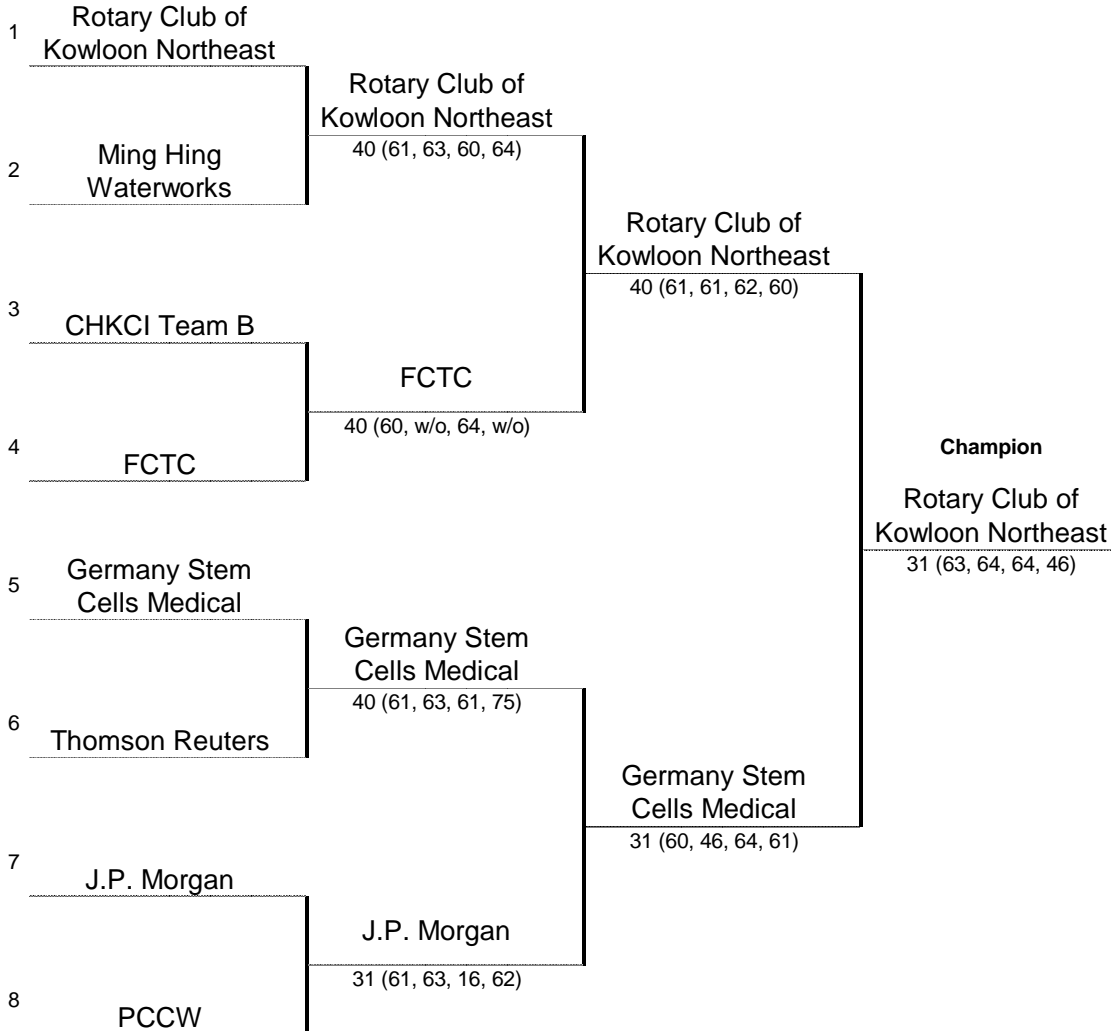 1
Rotary Club of
Kowloon Northeast
Rotary Club of
Kowloon Northeast
40 (61, 63, 60, 64)
2
Ming Hing
Waterworks
Rotary Club of
Kowloon Northeast
40 (61, 61, 62, 60)
3
CHKCI Team B
FCTC
40 (60, w/o, 64, w/o)
4
FCTC
Champion
Rotary Club of
Kowloon Northeast
31 (63, 64, 64, 46)
5
Germany Stem
Cells Medical
Germany Stem
Cells Medical
40 (61, 63, 61, 75)
6
Thomson Reuters
Germany Stem
Cells Medical
31 (60, 46, 64, 61)
7
J.P. Morgan
J.P. Morgan
31 (61, 63, 16, 62)
8
PCCW